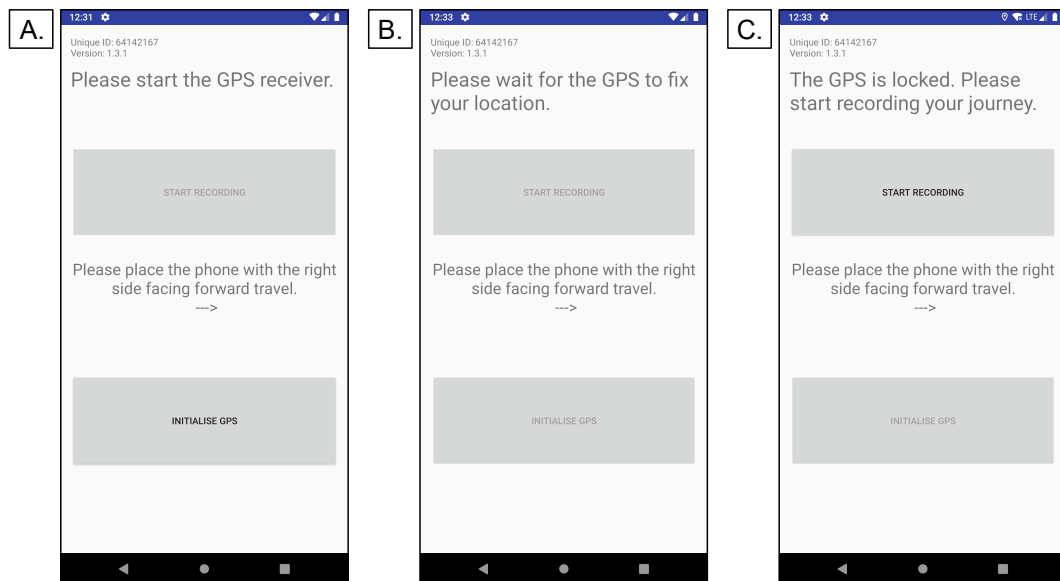 A.
12:31
Unique ID: 64142167
Version: 1.3.1
Please start the GPS receiver.
START RECORDING
Please place the phone with the right
side facing forward travel.
--->
INITIALISE GPS
B.
12:33
Unique ID: 64142167
Version: 1.3.1
Please wait for the GPS to fix
your location.
START RECORDING
Please place the phone with the right
side facing forward travel.
--->
INITIALISE GPS
C.
12:33 LTE
Unique ID: 64142167
Version: 1.3.1
The GPS is locked. Please
start recording your journey.
START RECORDING
Please place the phone with the right
side facing forward travel.
--->
INITIALISE GPS